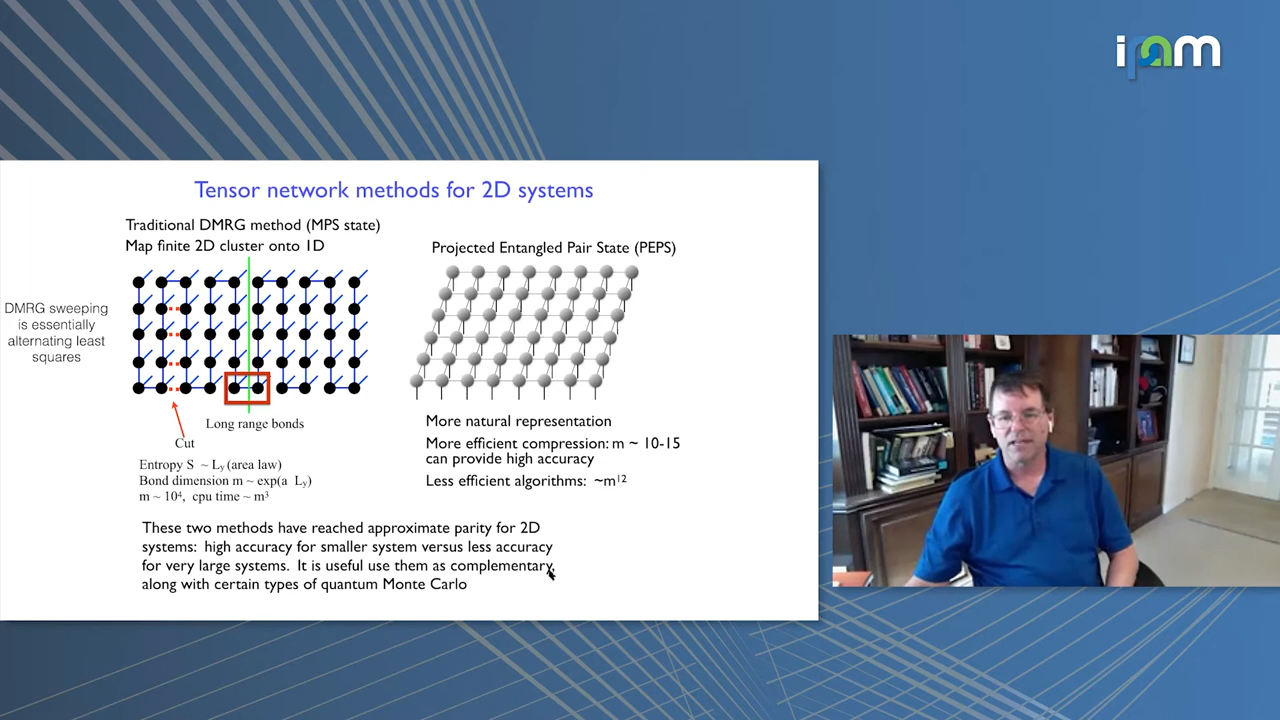 ipam
Tensor network methods for 2D systems
Traditional DMRG method (MPS state)
Map finite 2D cluster onto 1D
Projected Entangled Pair State (PEPS)
DMRG sweeping
is essentially
alternating least
squares
Long range bonds
Cut
Entropy S ~ Ly (area law)
Bond dimension m ~ exp(a Ly)
m ~ 10⁴, cpu time ~ m³
More natural representation
More efficient compression: m ~ 10-15
can provide high accuracy
Less efficient algorithms: ~m¹²
These two methods have reached approximate parity for 2D
systems: high accuracy for smaller system versus less accuracy
for very large systems. It is useful use them as complementary,
along with certain types of quantum Monte Carlo